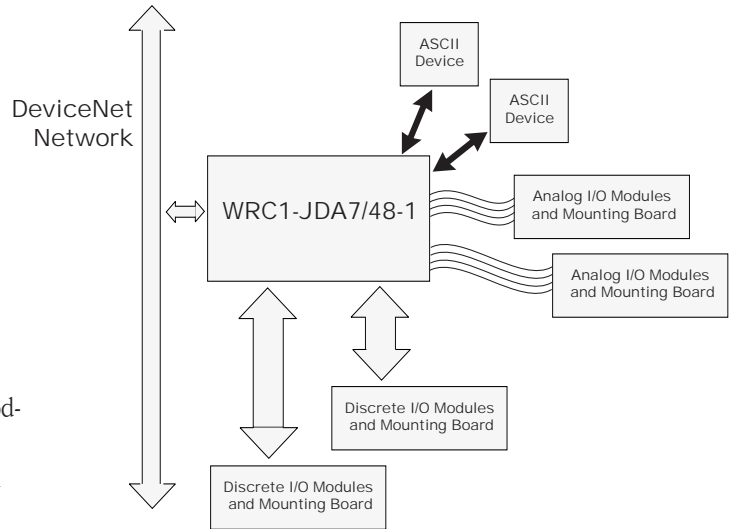 ASCII
Device
ASCII
Device
DeviceNet
Network
WRC1-JDA7/48-1
Analog I/O Modules
and Mounting Board
Analog I/O Modules
and Mounting Board
Discrete I/O Modules
and Mounting Board
od-
Discrete I/O Modules
and Mounting Board